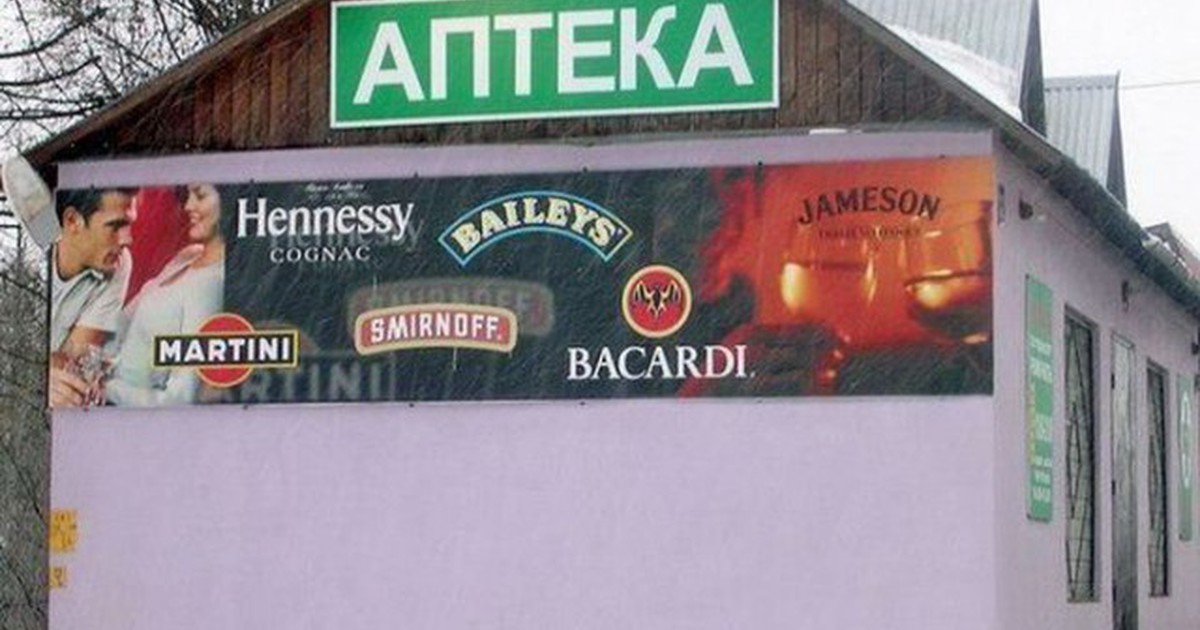 АПТЕКА
Hennessy
COGNAC
BAILEYS
JAMESON
SMIRNOFF
MARTINI
BACARDI